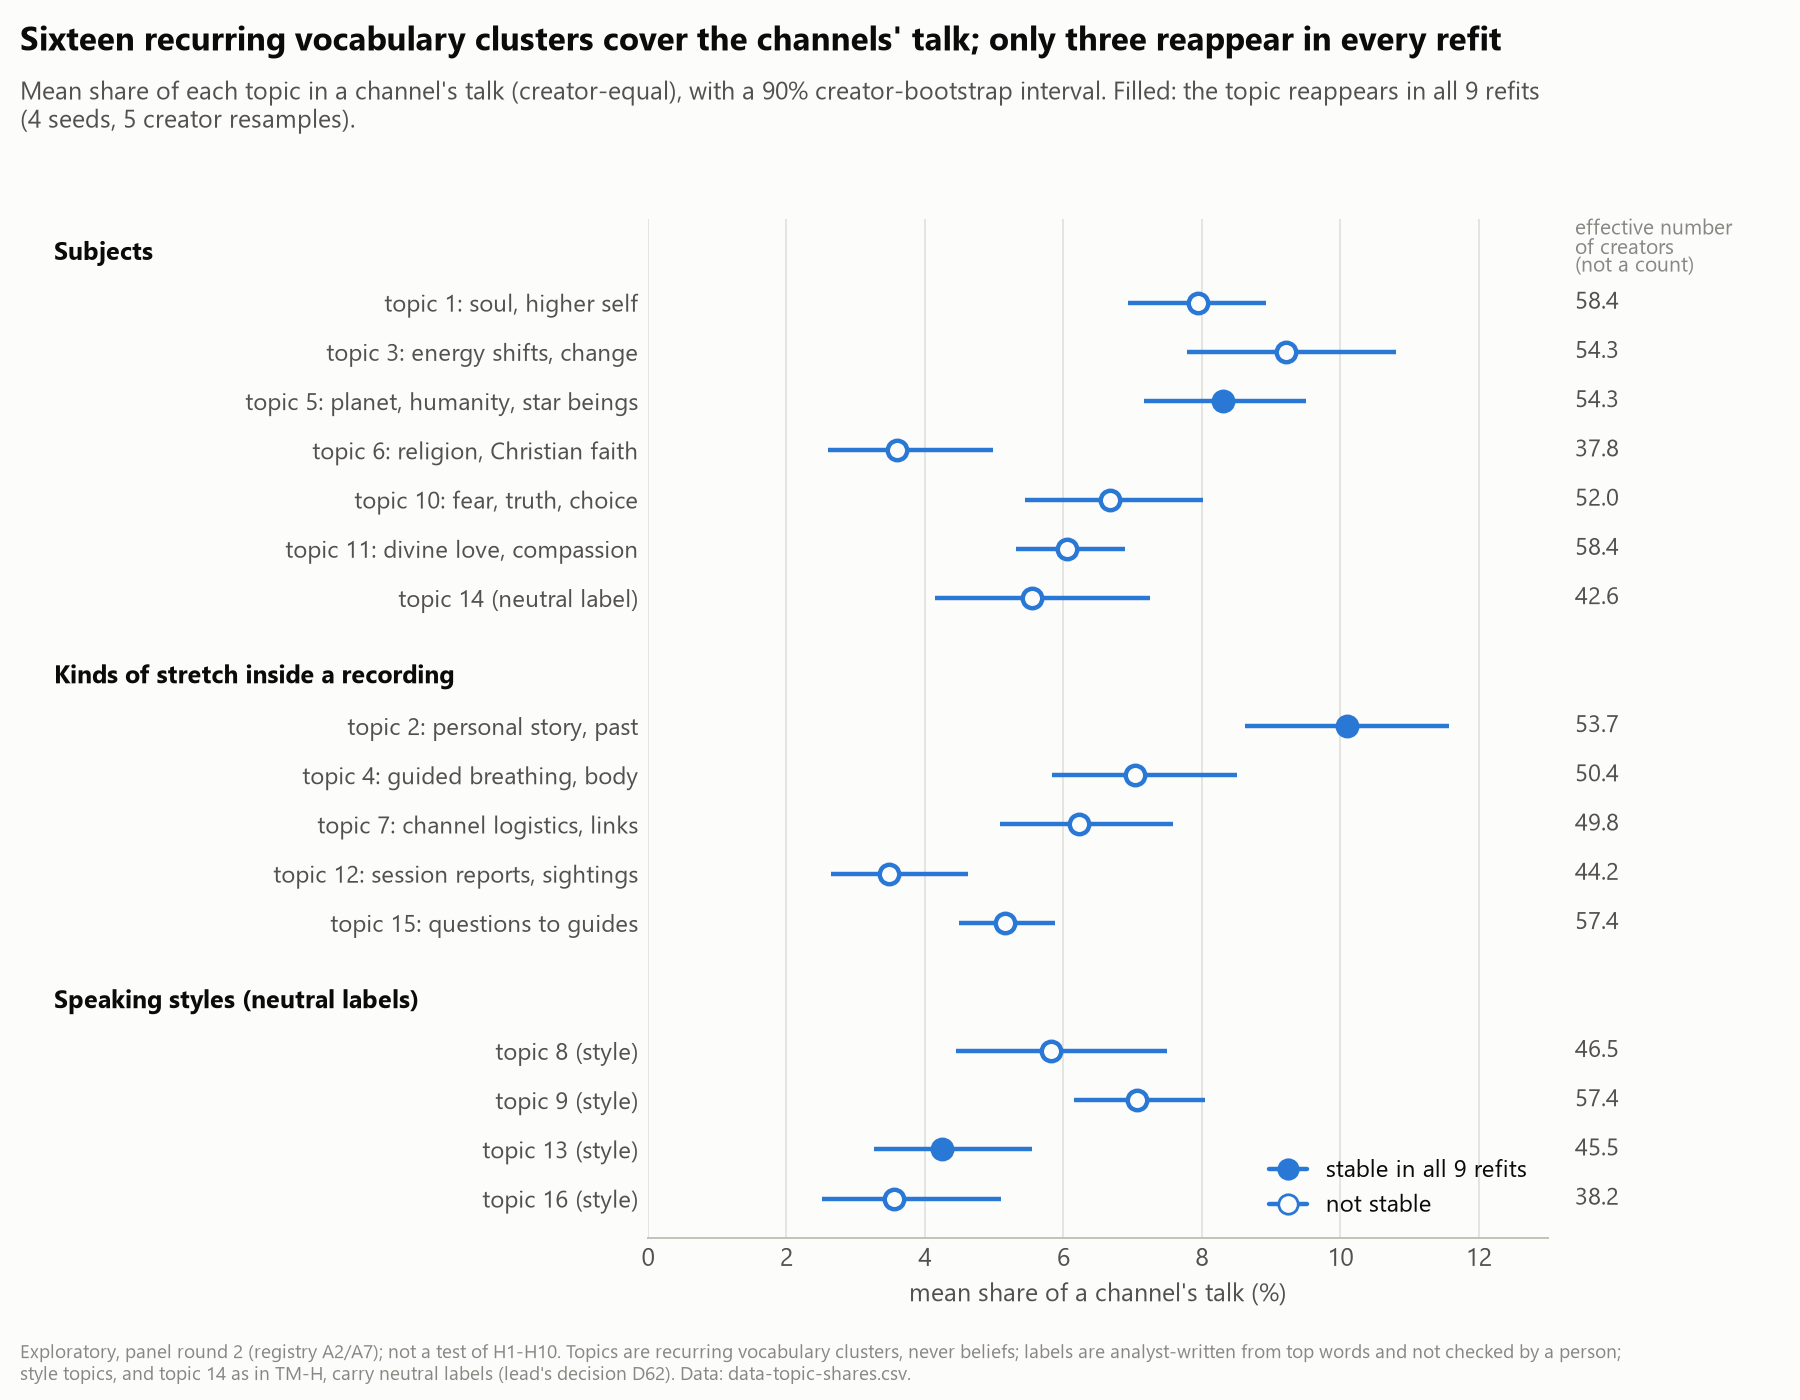 Sixteen recurring vocabulary clusters cover the channels' talk; only three reappear in every refit
Mean share of each topic in a channel's talk (creator-equal), with a 90% creator-bootstrap interval. Filled: the topic reappears in all 9 refits
(4 seeds, 5 creator resamples).
effective number
of creators
(not a count)
Subjects
topic 1: soul, higher self 58.4
topic 3: energy shifts, change 54.3
topic 5: planet, humanity, star beings 54.3
topic 6: religion, Christian faith 37.8
topic 10: fear, truth, choice 52.0
topic 11: divine love, compassion 58.4
topic 14 (neutral label) 42.6
Kinds of stretch inside a recording
topic 2: personal story, past 53.7
topic 4: guided breathing, body 50.4
topic 7: channel logistics, links 49.8
topic 12: session reports, sightings 44.2
topic 15: questions to guides 57.4
Speaking styles (neutral labels)
topic 8 (style) 46.5
topic 9 (style) 57.4
topic 13 (style) 45.5
stable in all 9 refits
topic 16 (style) 38.2
not stable
0 2 4 6 8 10 12
mean share of a channel's talk (%)
Exploratory, panel round 2 (registry A2/A7); not a test of H1-H10. Topics are recurring vocabulary clusters, never beliefs; labels are analyst-written from top words and not checked by a person;
style topics, and topic 14 as in TM-H, carry neutral labels (lead's decision D62). Data: data-topic-shares.csv.